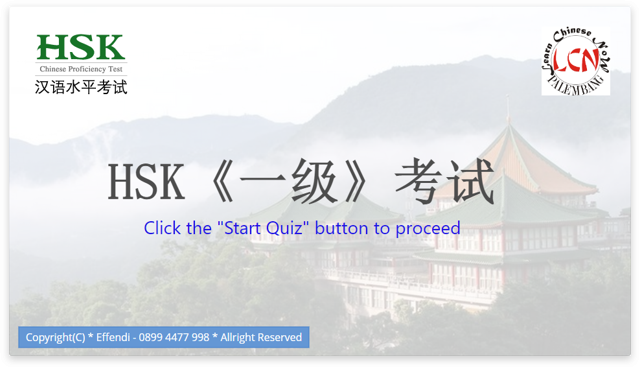 HSK
Chinese Proficiency Test
汉语水平考试
Learn Chinese Now
LCN
PALEMBANG
HSK《一级》考试
Click the "Start Quiz" button to proceed
Copyright(C) * Effendi - 0899 4477 998 * Allright Reserved